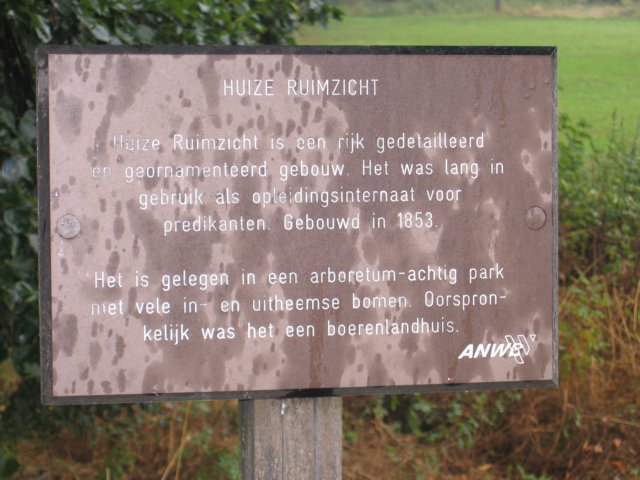 HUIZE RUIMZICHT
Huize Ruimzicht is een rijk gedetailleerd
en geornamenteerd gebouw. Het was lang in
gebruik als opleidingsinternaat voor
predikanten. Gebouwd in 1853.
Het is gelegen in een arboretum-achtig park
met vele in- en uitheemse bomen. Oorspron-
kelijk was het een boerenlandhuis.
ANWB